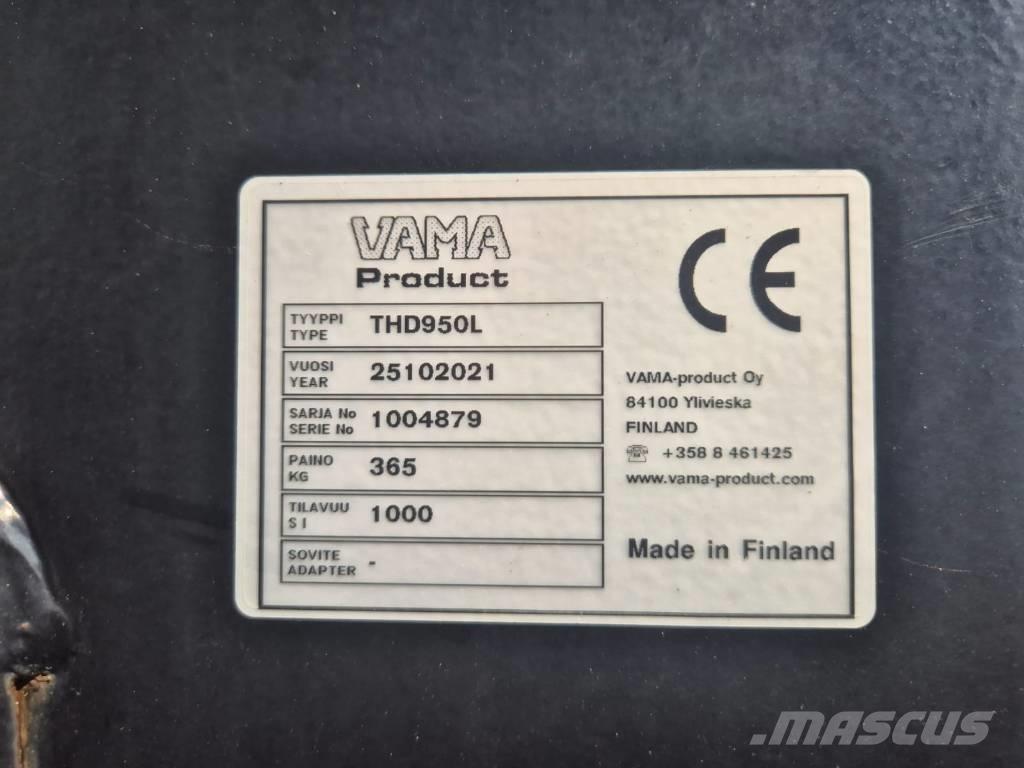 VAMA
Product
TYYPPI
TYPE
THD950L
VUOSI
YEAR
25102021
SARJA No
SERIE No
1004879
PAINO
KG
365
TILAVUU
S I
1000
SOVITE
ADAPTER
-
CE
VAMA-product Oy
84100 Ylivieska
FINLAND
☎ +358 8 461425
www.vama-product.com
Made in Finland
MASCUS